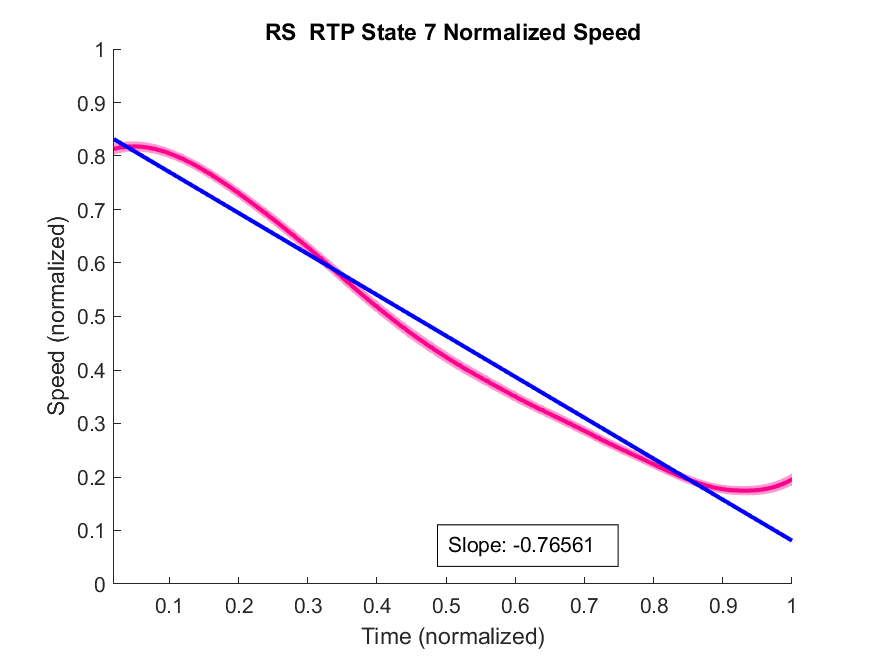 RS  RTP State 7 Normalized Speed
1
0.9
0.8
0.7
0.6
0.5
0.4
0.3
0.2
0.1
0
Speed (normalized)
Slope: -0.76561
0.1 0.2 0.3 0.4 0.5 0.6 0.7 0.8 0.9 1
Time (normalized)